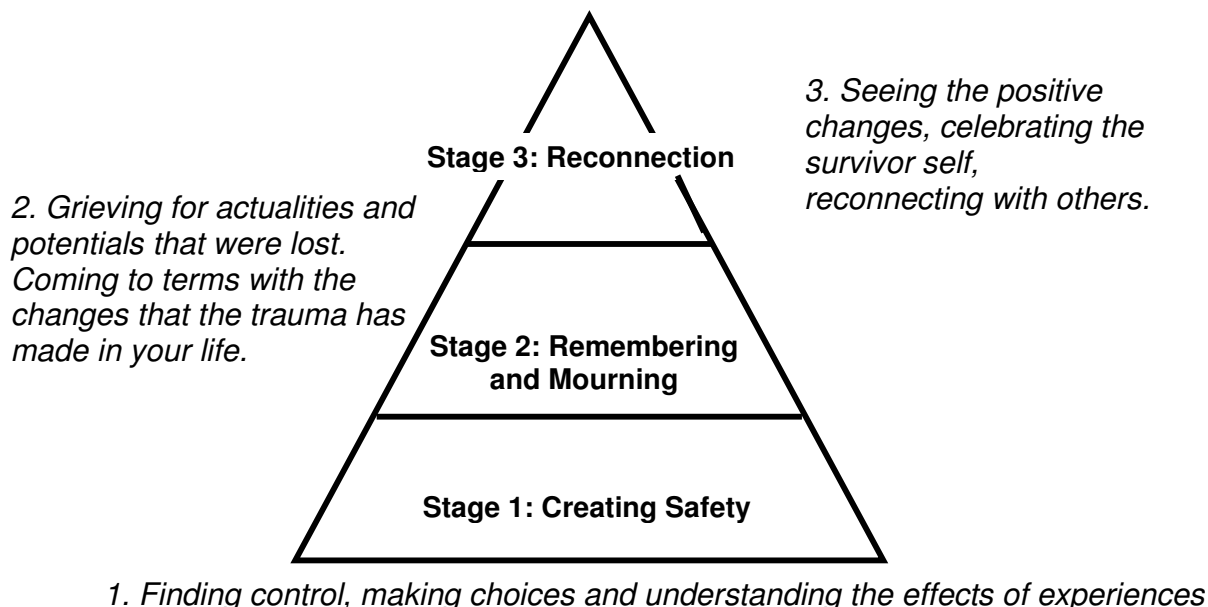 3. Seeing the positive
changes, celebrating the
survivor self,
reconnecting with others.
Stage 3: Reconnection
2. Grieving for actualities and
potentials that were lost.
Coming to terms with the
changes that the trauma has
made in your life.
Stage 2: Remembering
and Mourning
Stage 1: Creating Safety
1. Finding control, making choices and understanding the effects of experiences